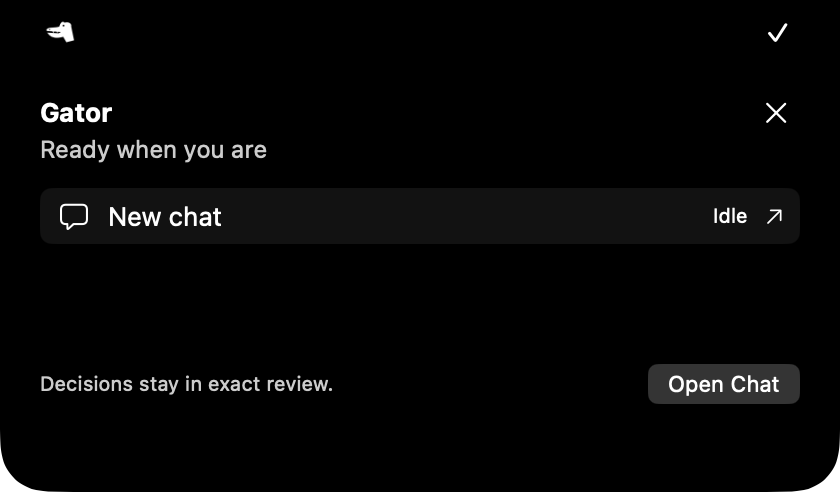 Gator
Ready when you are
New chat
Idle
Decisions stay in exact review.
Open Chat